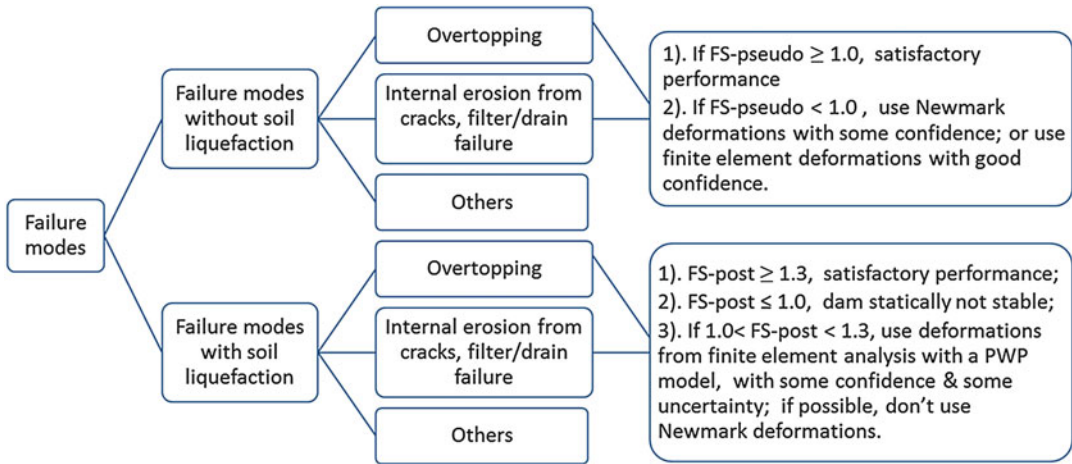 Failure
modes
Failure modes
without soil
liquefaction
Overtopping
Internal erosion from
cracks, filter/drain
failure
Others
1). If FS-pseudo ≥ 1.0, satisfactory
performance
2). If FS-pseudo < 1.0 , use Newmark
deformations with some confidence; or use
finite element deformations with good
confidence.
Failure modes
with soil
liquefaction
Overtopping
Internal erosion from
cracks, filter/drain
failure
Others
1). FS-post ≥ 1.3, satisfactory performance;
2). FS-post ≤ 1.0, dam statically not stable;
3). If 1.0< FS-post < 1.3, use deformations
from finite element analysis with a PWP
model, with some confidence & some
uncertainty; if possible, don’t use
Newmark deformations.